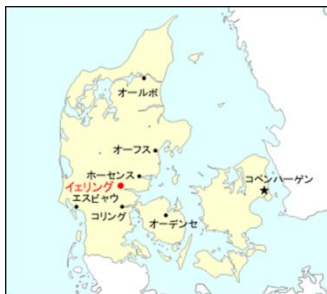 オールボ
オーフス
ホーセンス
コペンハーゲン
イェリング
エスビャウ
コリング
オーデンセ